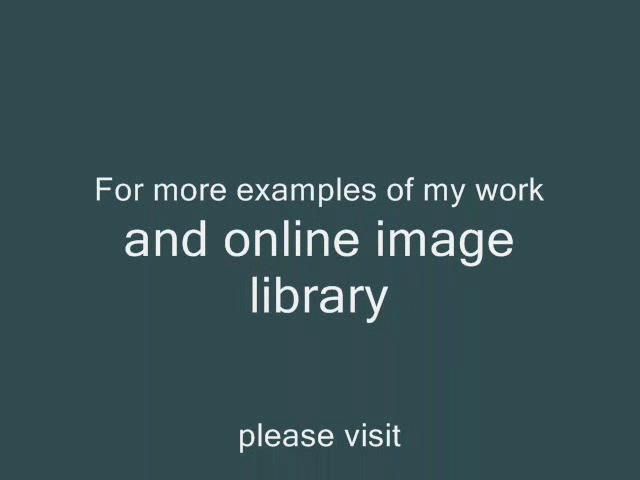 For more examples of my work
and online image
library
please visit